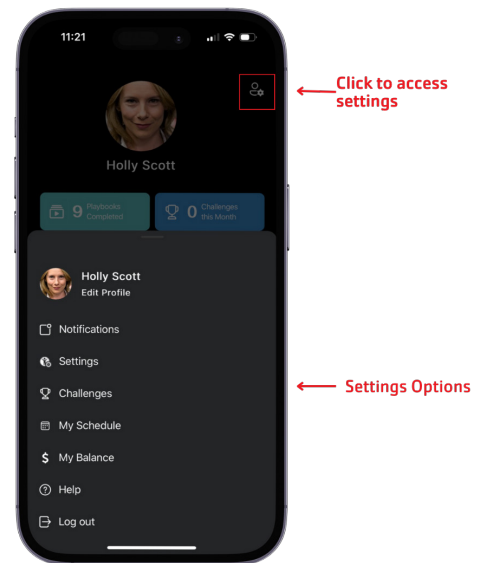 11:21
Click to access
settings
Holly Scott
9 Playbooks
Completed
0 Challenges
this Month
Holly Scott
Edit Profile
Notifications
Settings
Challenges
Settings Options
My Schedule
$ My Balance
? Help
Log out